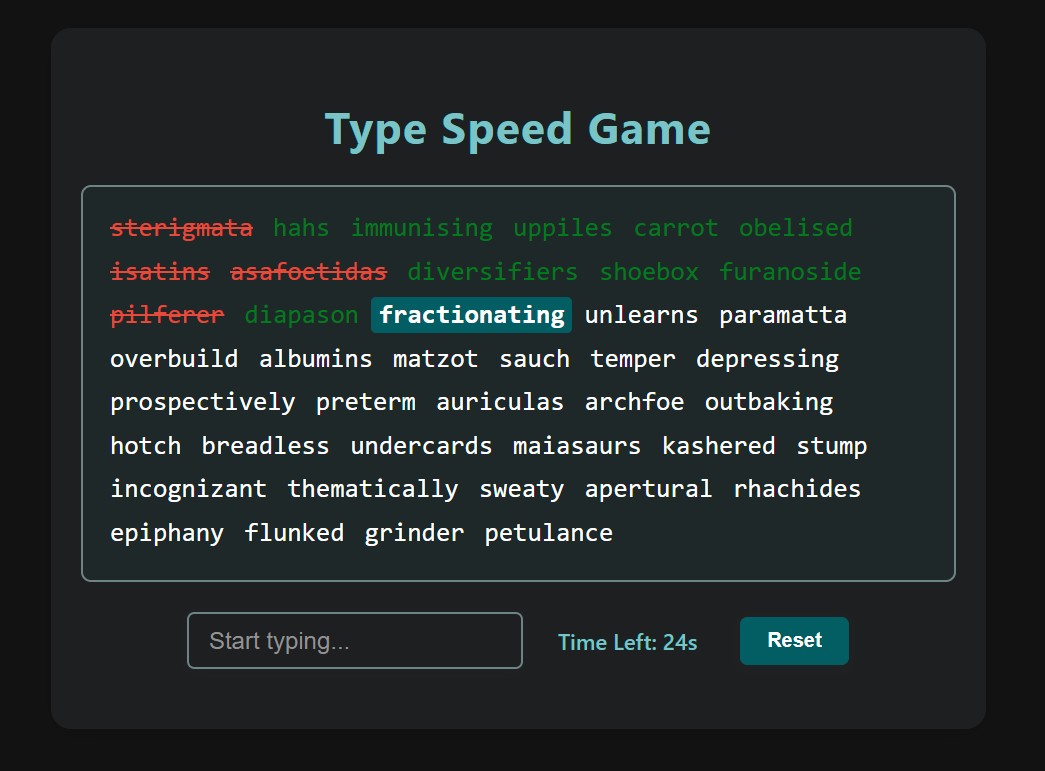 Type Speed Game
sterigmata hahs immunising uppiles carrot obelised
isatins asafoetidas diversifiers shoebox furanoside
pilferer diapason fractionating unlearns paramatta
overbuild albumins matzot sauch temper depressing
prospectively preterm auriculas archfoe outbaking
hotch breadless undercards maiasaurs kashered stump
incognizant thematically sweaty apertural rhachides
epiphany flunked grinder petulance
Start typing... Time Left: 24s Reset